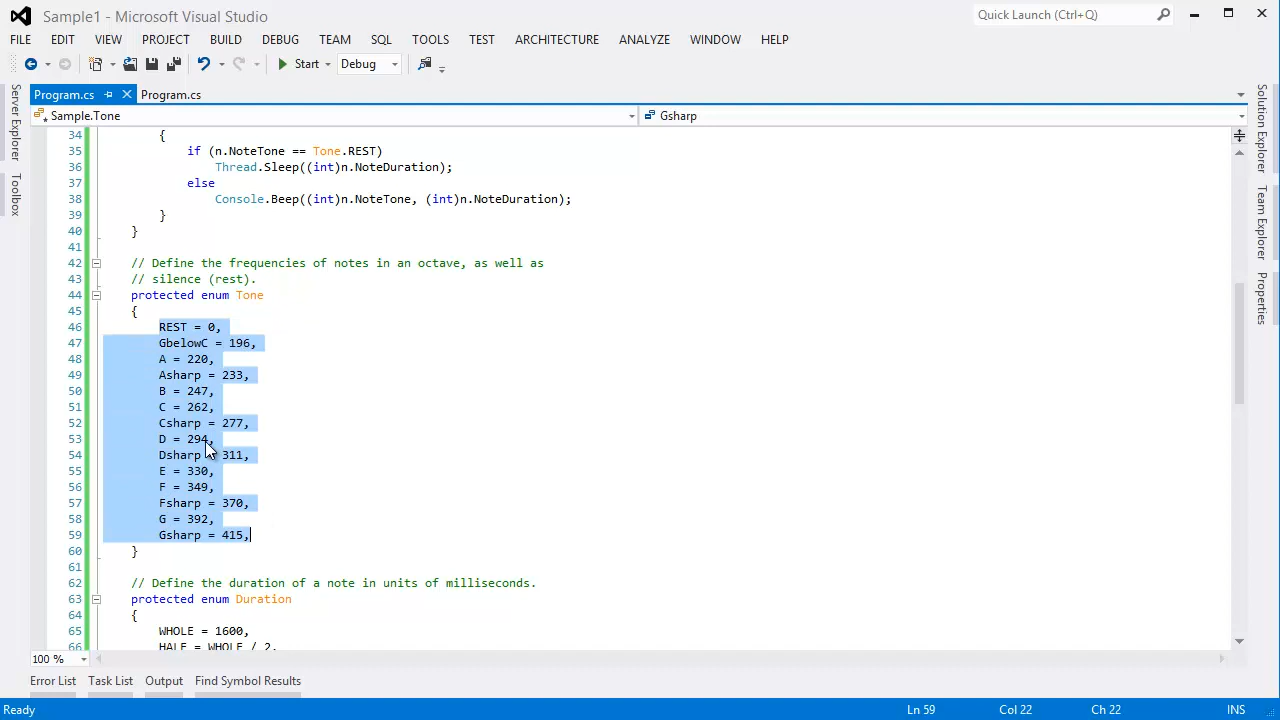 Sample1 - Microsoft Visual Studio
Quick Launch (Ctrl+Q)
FILE EDIT VIEW PROJECT BUILD DEBUG TEAM SQL TOOLS TEST ARCHITECTURE ANALYZE WINDOW HELP
Start Debug
Server Explorer
Toolbox
Program.cs Program.cs
Sample.Tone Gsharp
34 {
35 if (n.NoteTone == Tone.REST)
36 Thread.Sleep((int)n.NoteDuration);
37 else
38 Console.Beep((int)n.NoteTone, (int)n.NoteDuration);
39 }
40 }
41
42 // Define the frequencies of notes in an octave, as well as
43 // silence (rest).
44 protected enum Tone
45 {
46 REST = 0,
47 GbelowC = 196,
48 A = 220,
49 Asharp = 233,
50 B = 247,
51 C = 262,
52 Csharp = 277,
53 D = 294,
54 Dsharp = 311,
55 E = 330,
56 F = 349,
57 Fsharp = 370,
58 G = 392,
59 Gsharp = 415,
60 }
61
62 // Define the duration of a note in units of milliseconds.
63 protected enum Duration
64 {
65 WHOLE = 1600,
66 HALF = WHOLE / 2,
Solution Explorer
Team Explorer
Properties
100 %
Error List Task List Output Find Symbol Results
Ready Ln 59 Col 22 Ch 22 INS